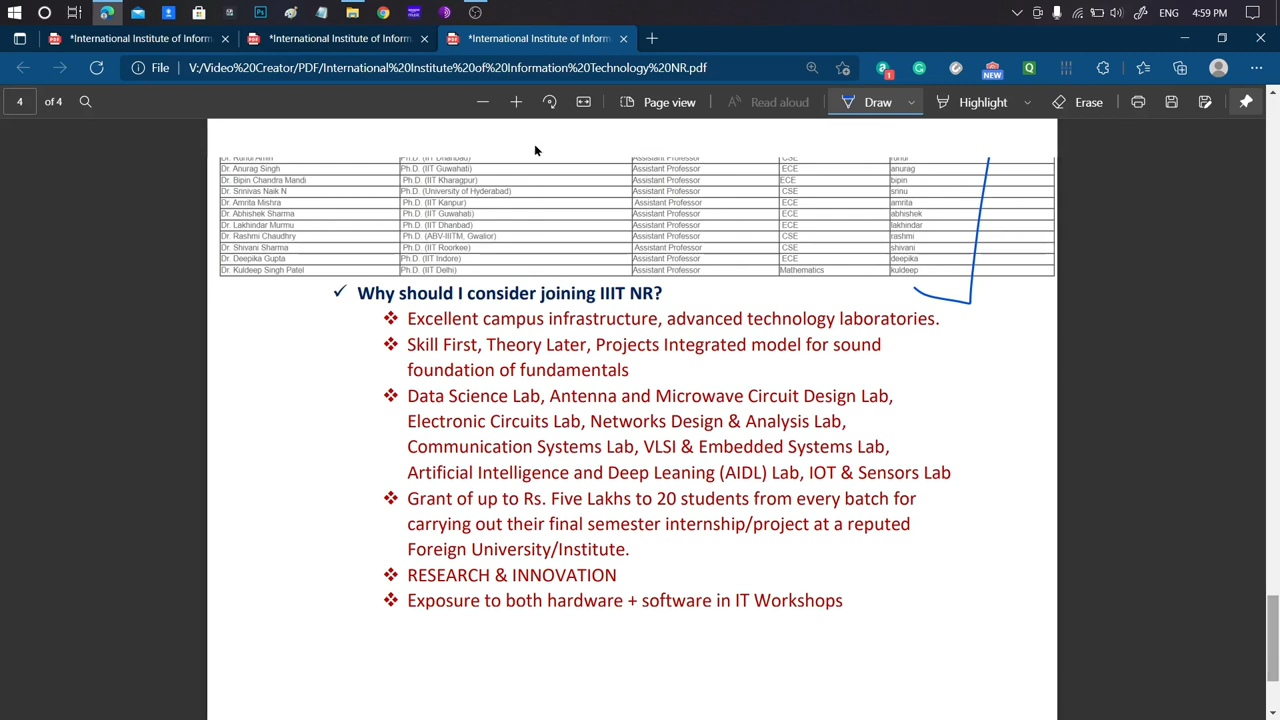 ENG 4:59 PM
*International Institute of Inform *International Institute of Inform *International Institute of Inform
File V:/Video%20Creator/PDF/International%20Institute%20of%20Information%20Technology%20NR.pdf 1 NEW Q
4 of 4 Page view Read aloud Draw Highlight Erase
Dr. Ruhul Amin Ph.D. (IIT Dhanbad) Assistant Professor CSE ruhul
Dr. Anurag Singh Ph.D. (IIT Guwahati) Assistant Professor ECE anurag
Dr. Bipin Chandra Mandi Ph.D. (IIT Kharagpur) Assistant Professor ECE bipin
Dr. Srinivas Naik N Ph.D. (University of Hyderabad) Assistant Professor CSE srinu
Dr. Amrita Mishra Ph.D. (IIT Kanpur) Assistant Professor ECE amrita
Dr. Abhishek Sharma Ph.D. (IIT Guwahati) Assistant Professor ECE abhishek
Dr. Lakhindar Murmu Ph.D. (IIT Dhanbad) Assistant Professor ECE lakhindar
Dr. Rashmi Chaudhry Ph.D. (ABV-IIITM, Gwalior) Assistant Professor CSE rashmi
Dr. Shivani Sharma Ph.D. (IIT Roorkee) Assistant Professor CSE shivani
Dr. Deepika Gupta Ph.D. (IIT Indore) Assistant Professor ECE deepika
Dr. Kuldeep Singh Patel Ph.D. (IIT Delhi) Assistant Professor Mathematics kuldeep
Why should I consider joining IIIT NR?
Excellent campus infrastructure, advanced technology laboratories.
Skill First, Theory Later, Projects Integrated model for sound
foundation of fundamentals
Data Science Lab, Antenna and Microwave Circuit Design Lab,
Electronic Circuits Lab, Networks Design & Analysis Lab,
Communication Systems Lab, VLSI & Embedded Systems Lab,
Artificial Intelligence and Deep Leaning (AIDL) Lab, IOT & Sensors Lab
Grant of up to Rs. Five Lakhs to 20 students from every batch for
carrying out their final semester internship/project at a reputed
Foreign University/Institute.
RESEARCH & INNOVATION
Exposure to both hardware + software in IT Workshops